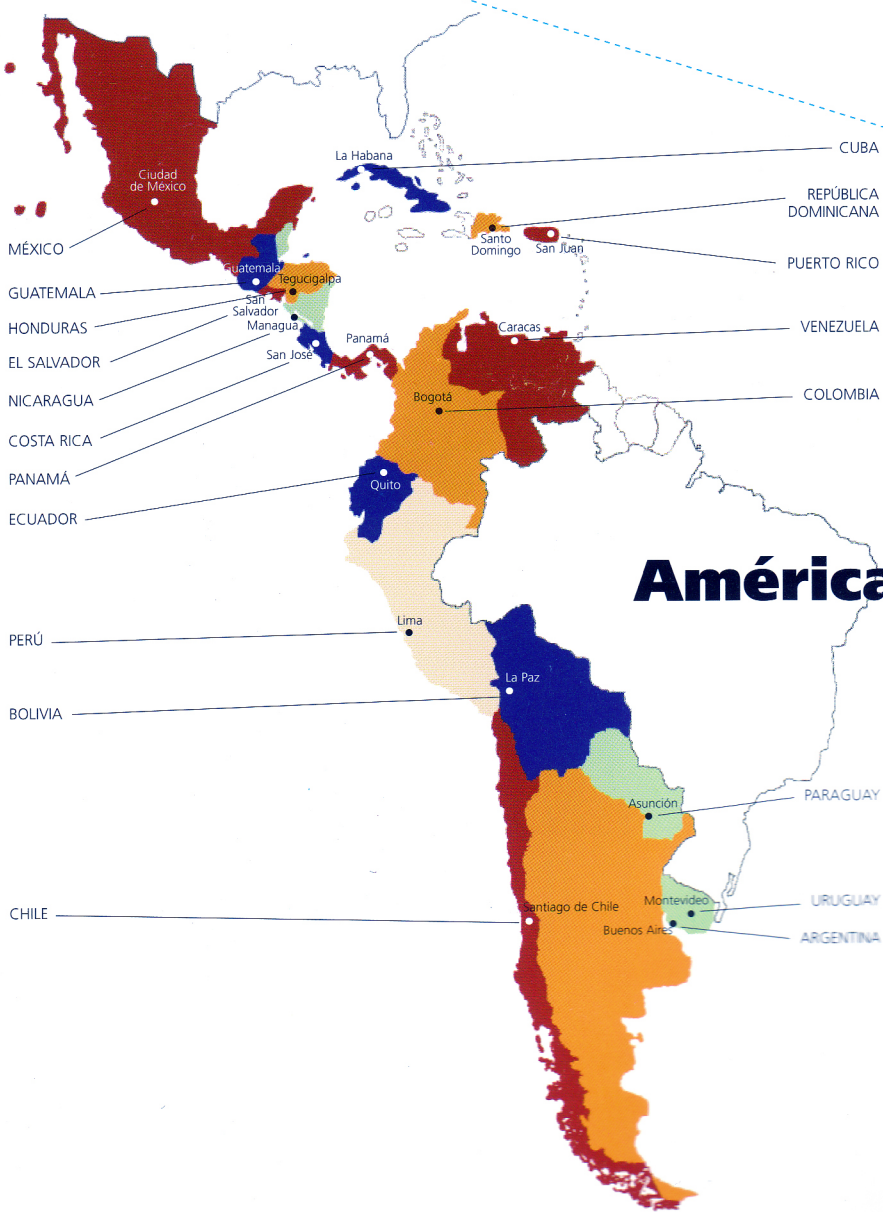 La Habana
CUBA
Ciudad
de México
REPÚBLICA
DOMINICANA
Santo
Domingo
San Juan
MÉXICO
PUERTO RICO
Guatemala
Tegucigalpa
GUATEMALA
San
Salvador
Managua
HONDURAS
Caracas
VENEZUELA
Panamá
San José
EL SALVADOR
NICARAGUA
Bogotá
COLOMBIA
COSTA RICA
PANAMÁ
Quito
ECUADOR
América
Lima
PERÚ
La Paz
BOLIVIA
PARAGUAY
Asunción
Montevideo
URUGUAY
Santiago de Chile
CHILE
Buenos Aires
ARGENTINA